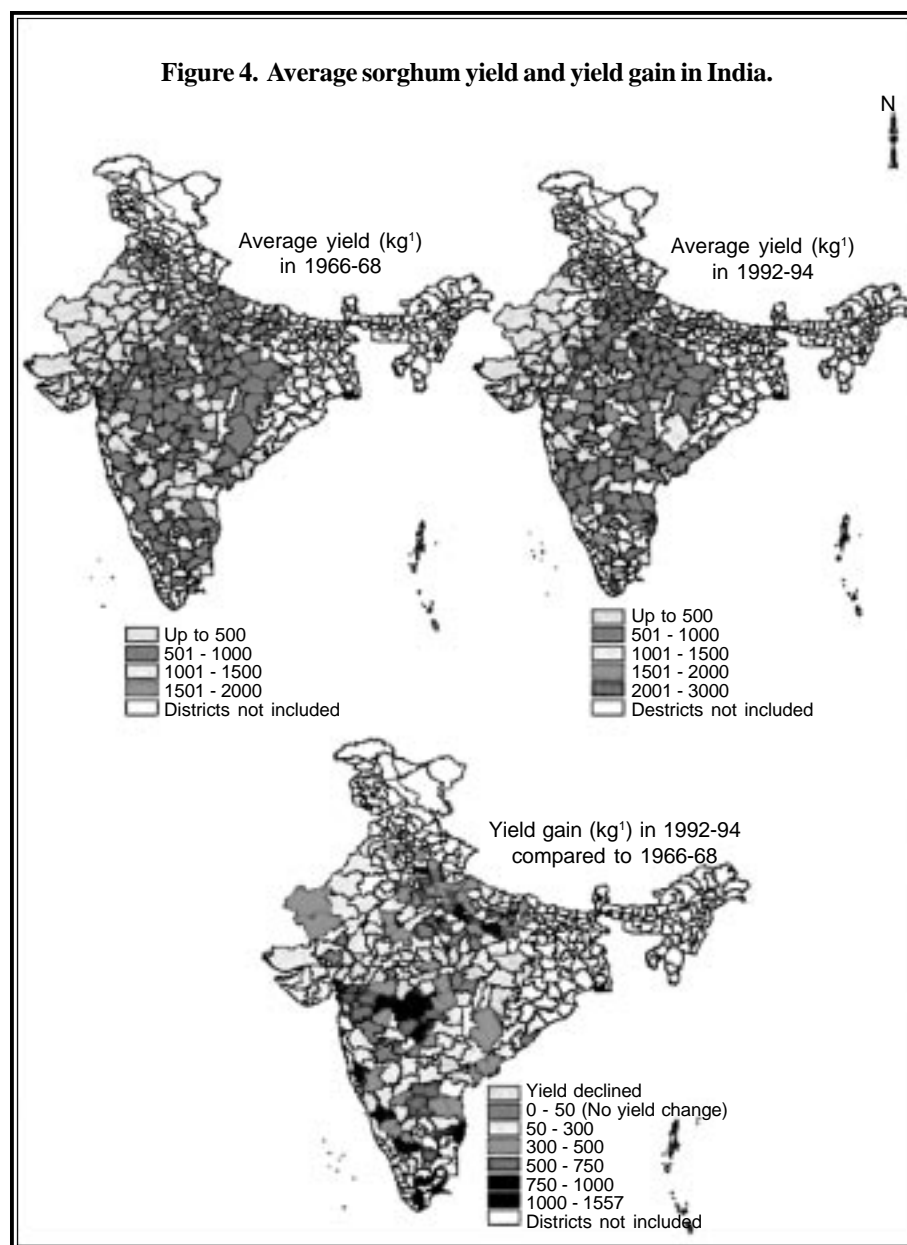 Figure 4. Average sorghum yield and yield gain in India.
N
Average yield (kg¹)
in 1966-68
Average yield (kg¹)
in 1992-94
Up to 500
501 - 1000
1001 - 1500
1501 - 2000
Districts not included
Up to 500
501 - 1000
1001 - 1500
1501 - 2000
2001 - 3000
Destricts not included
Yield gain (kg¹) in 1992-94
compared to 1966-68
Yield declined
0 - 50 (No yield change)
50 - 300
300 - 500
500 - 750
750 - 1000
1000 - 1557
Districts not included